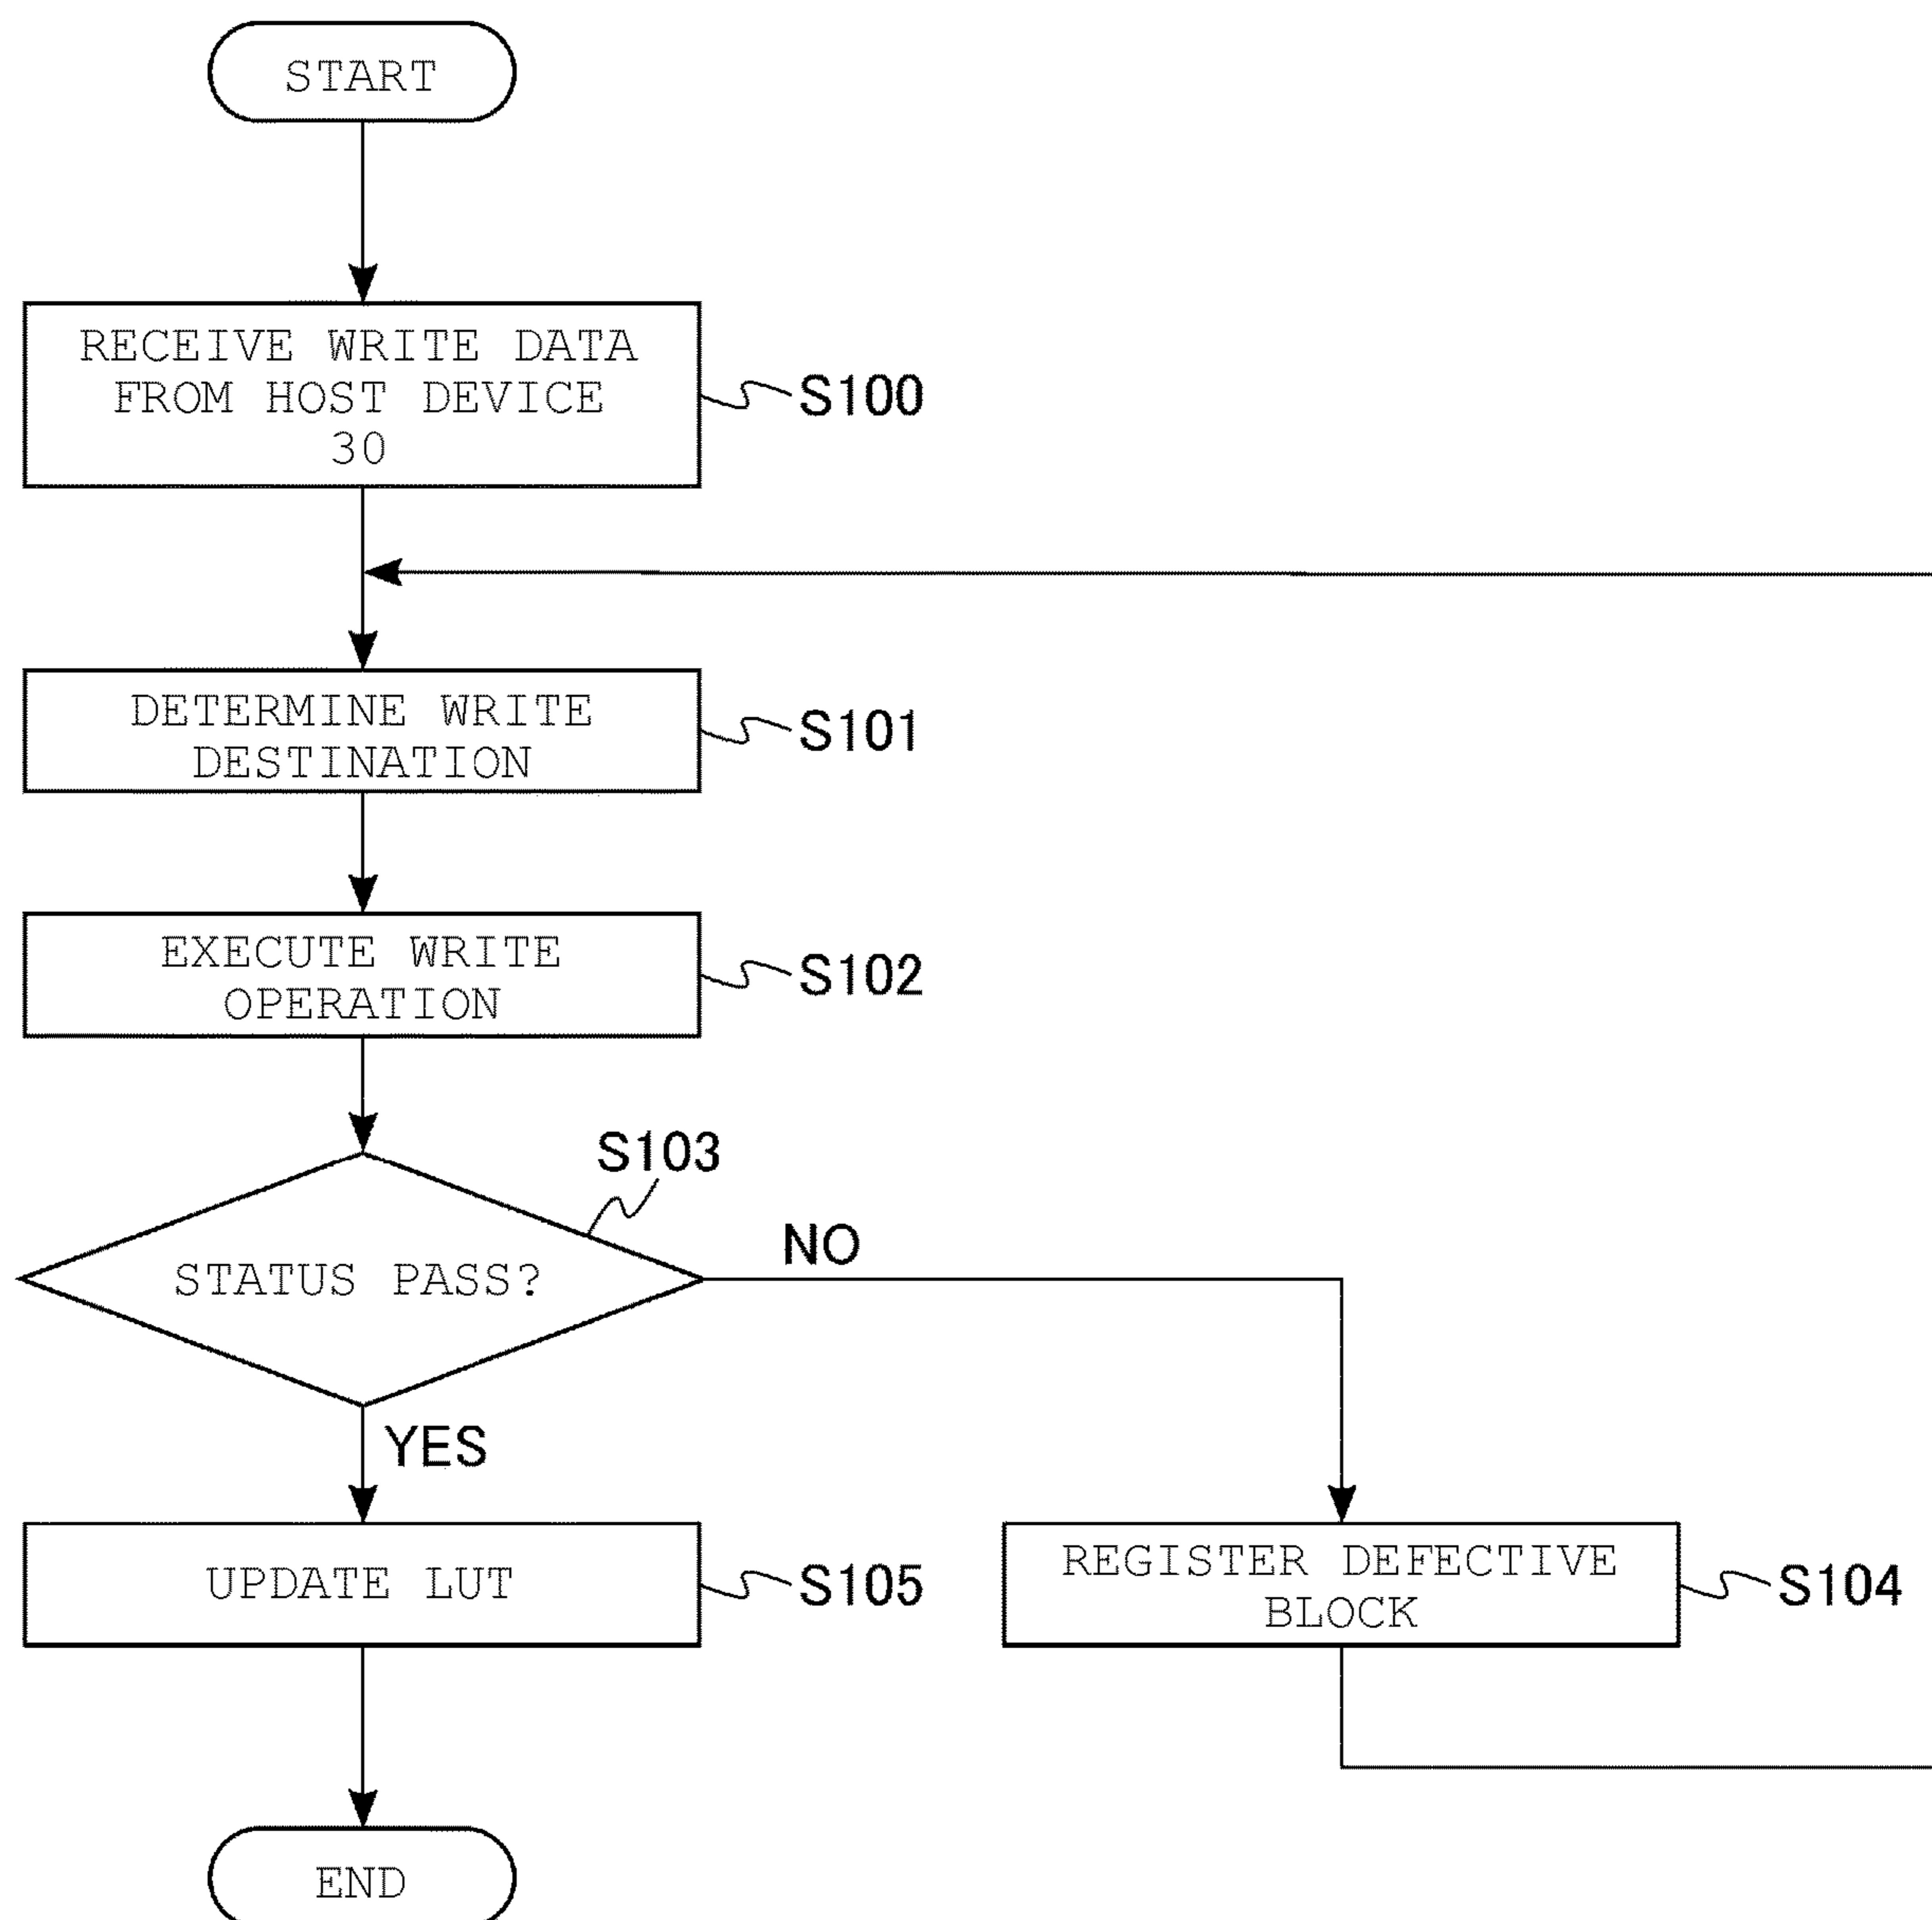 START
RECEIVE WRITE DATA
FROM HOST DEVICE
30
S100
DETERMINE WRITE
DESTINATION
S101
EXECUTE WRITE
OPERATION
S102
S103
STATUS PASS?
NO
YES
UPDATE LUT
S105
REGISTER DEFECTIVE
BLOCK
S104
END